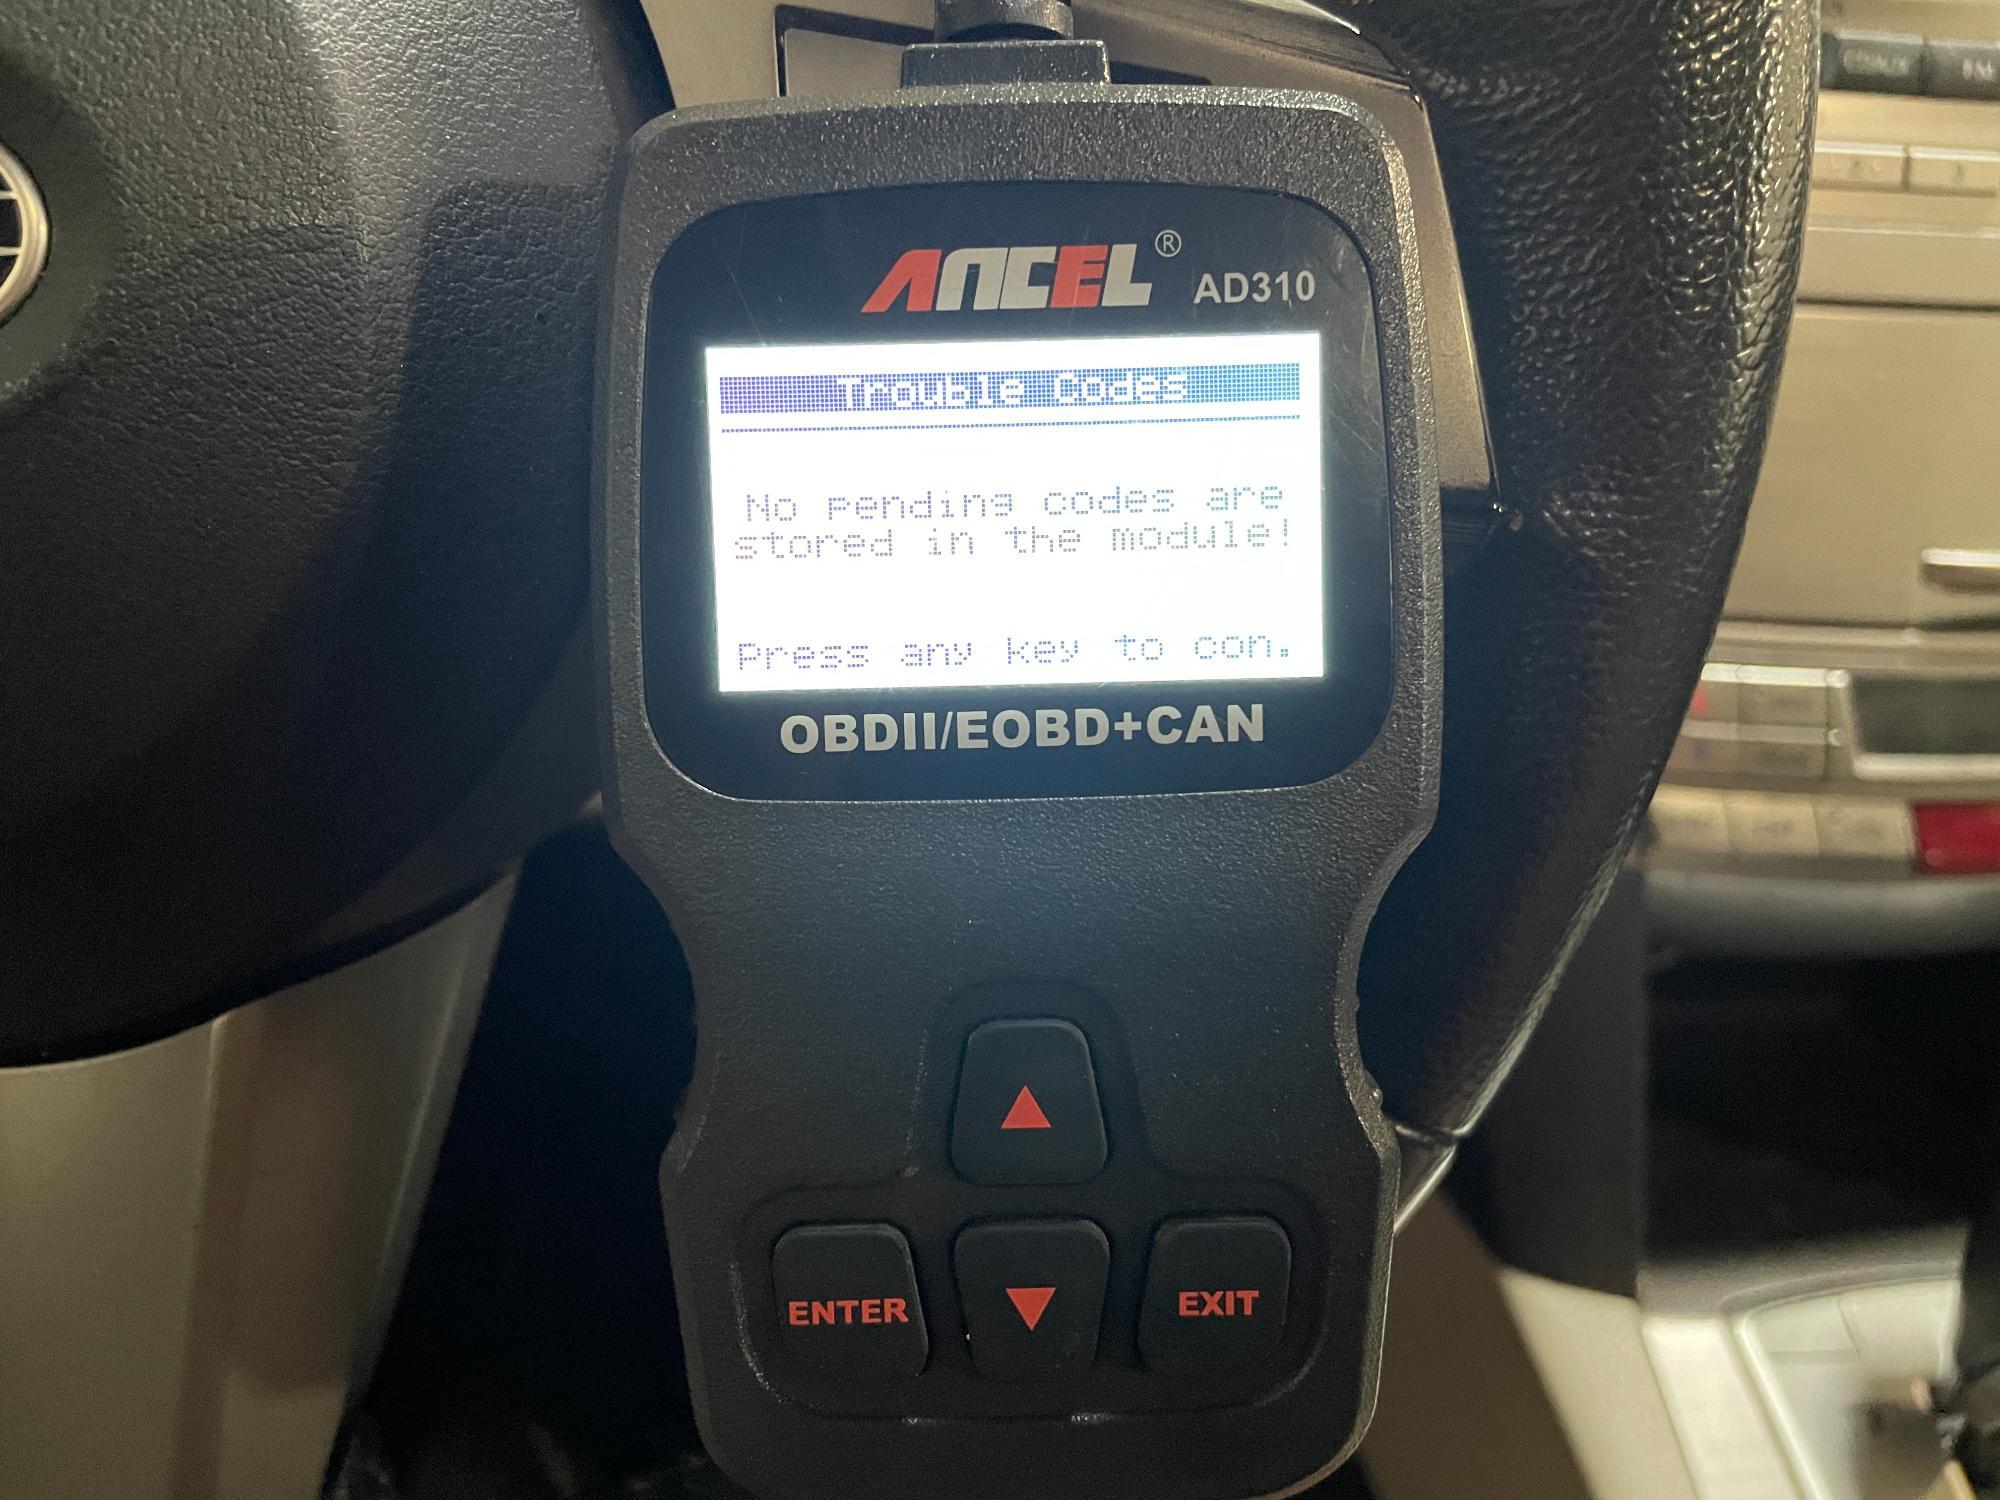 ANCEL® AD310
Trouble Codes
No pending codes are
stored in the module!
Press any key to con.
OBDII/EOBD+CAN
ENTER
EXIT